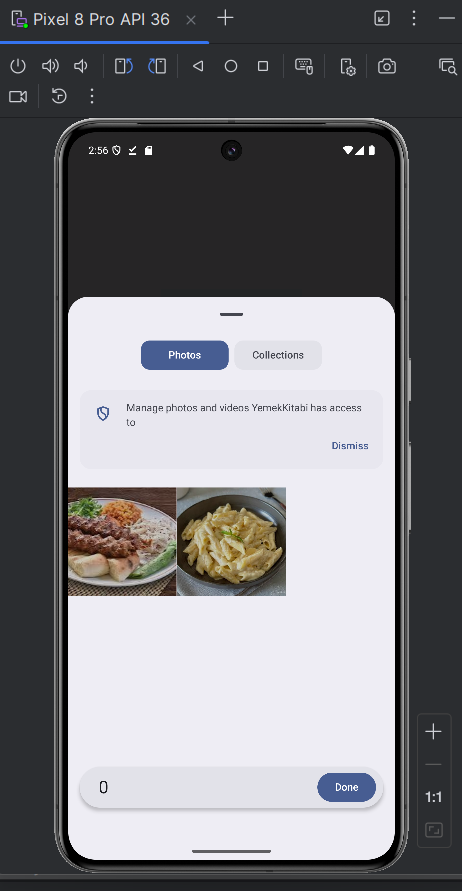 Pixel 8 Pro API 36
2:56
Photos
Collections
Manage photos and videos YemekKitabi has access
to
Dismiss
0
Done
1:1